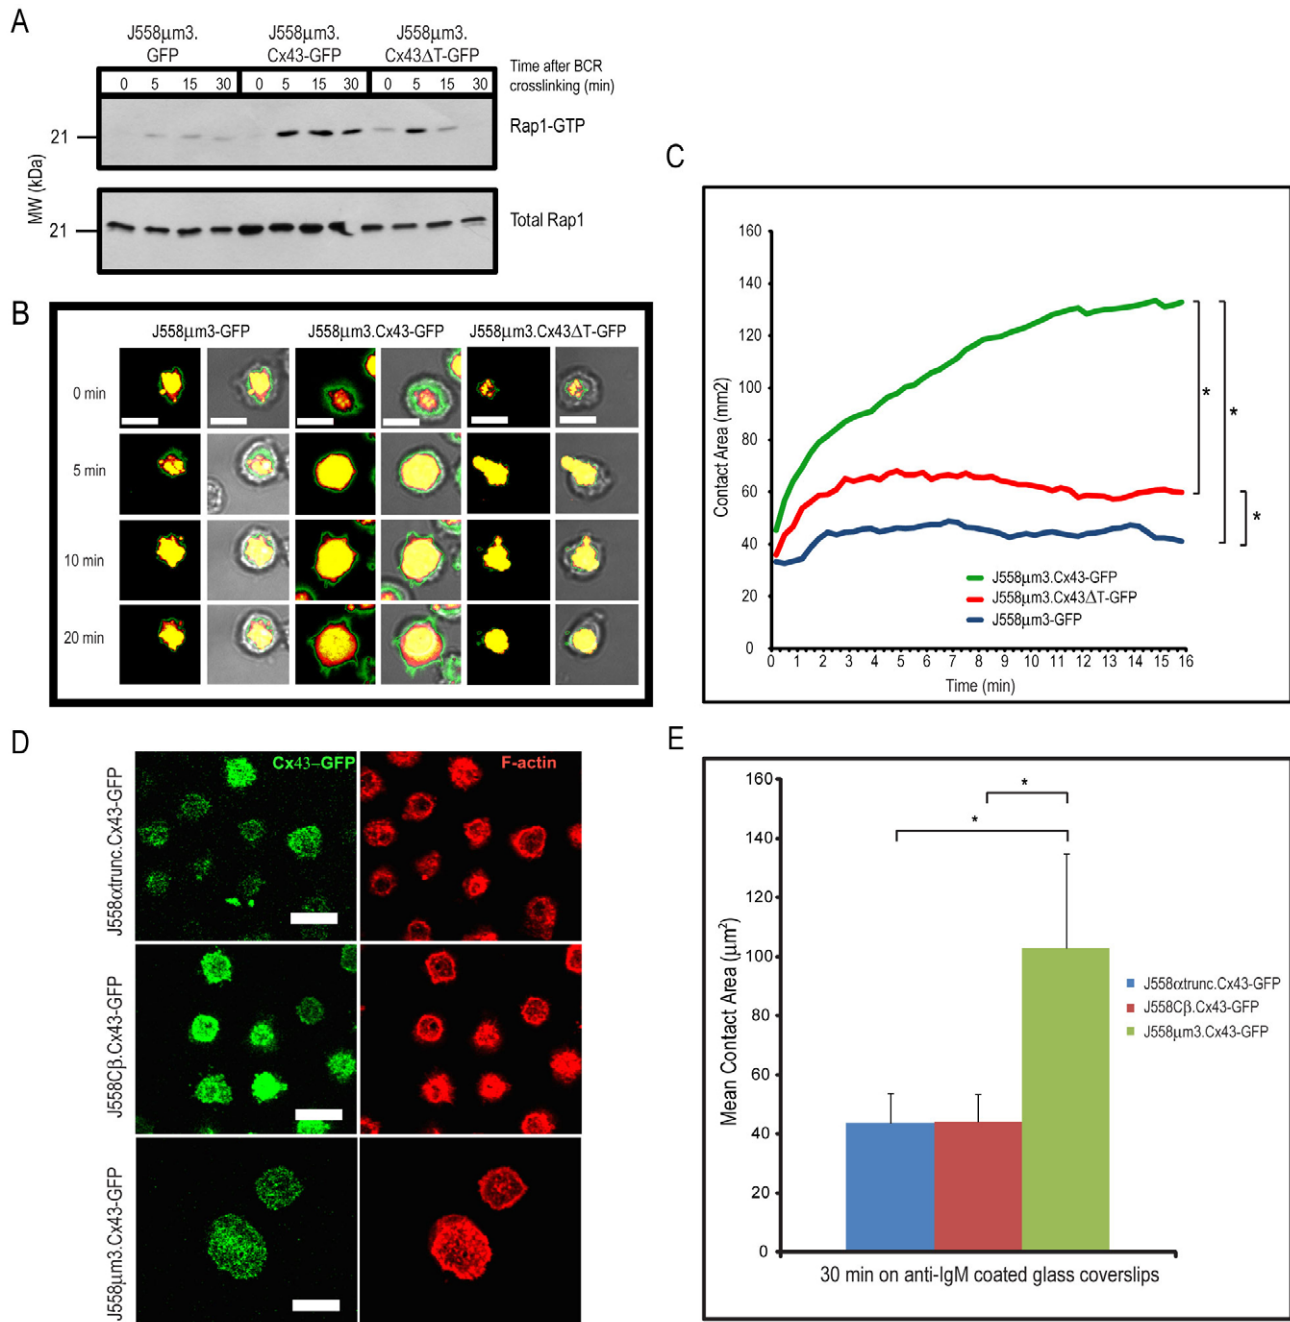 A
J558μm3.
GFP
J558μm3.
Cx43-GFP
J558μm3.
Cx43ΔT-GFP
0 5 15 30 0 5 15 30 0 5 15 30
Time after BCR
crosslinking (min)
MW (kDa)
21
Rap1-GTP
21
Total Rap1
B
J558μm3-GFP J558μm3.Cx43-GFP J558μm3.Cx43ΔT-GFP
0 min
5 min
10 min
20 min
C
Contact Area (mm2)
160
140
120
100
80
60
40
20
0
*
*
*
J558μm3.Cx43-GFP
J558μm3.Cx43ΔT-GFP
J558μm3-GFP
0 1 2 3 4 5 6 7 8 9 10 11 12 13 14 15 16
Time (min)
D
Cx43–GFP
F-actin
J558αtrunc.Cx43-GFP
J558Cβ.Cx43-GFP
J558μm3.Cx43-GFP
E
Mean Contact Area (μm²)
160
140
120
100
80
60
40
20
0
*
*
J558αtrunc.Cx43-GFP
J558Cβ.Cx43-GFP
J558μm3.Cx43-GFP
30 min on anti-IgM coated glass coverslips